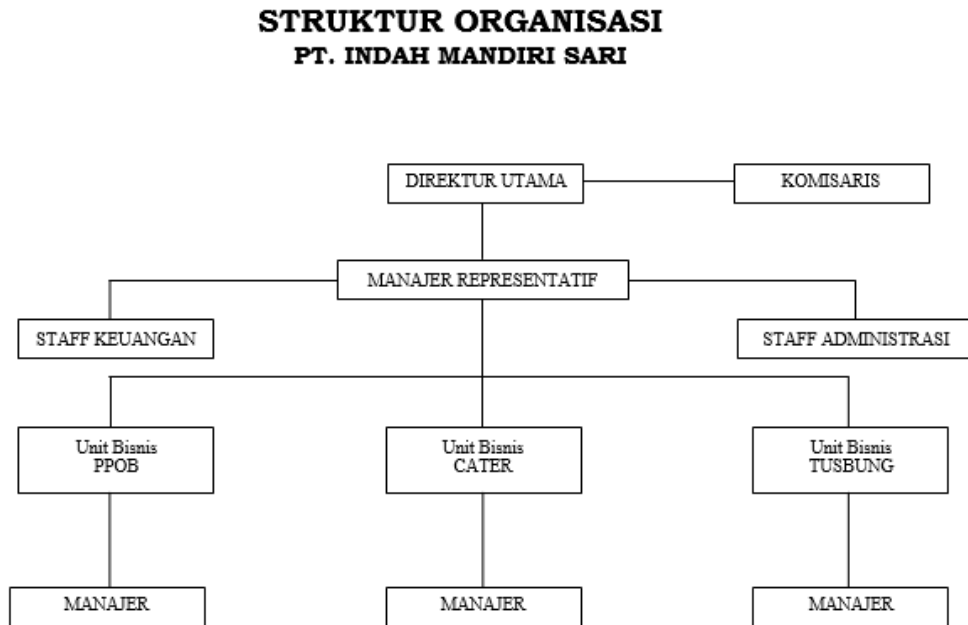 STRUKTUR ORGANISASI
PT. INDAH MANDIRI SARI
DIREKTUR UTAMA
KOMISARIS
MANAJER REPRESENTATIF
STAFF KEUANGAN
STAFF ADMINISTRASI
Unit Bisnis
PPOB
Unit Bisnis
CATER
Unit Bisnis
TUSBUNG
MANAJER
MANAJER
MANAJER